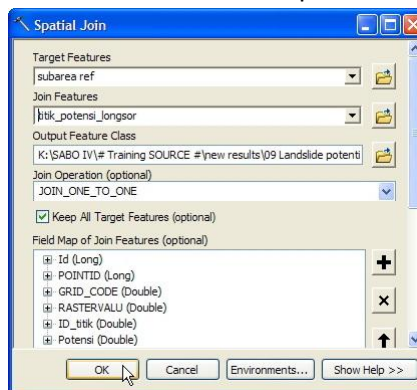 Spatial Join
Target Features
subarea ref
Join Features
titik_potensi_longsor
Output Feature Class
K:\SABO IV\# Training SOURCE #\new results\09 Landslide potenti
Join Operation (optional)
JOIN_ONE_TO_ONE
Keep All Target Features (optional)
Field Map of Join Features (optional)
Id (Long)
POINTID (Long)
GRID_CODE (Double)
RASTERVALU (Double)
ID_titik (Double)
Potensi (Double)
OK Cancel Environments... Show Help >>